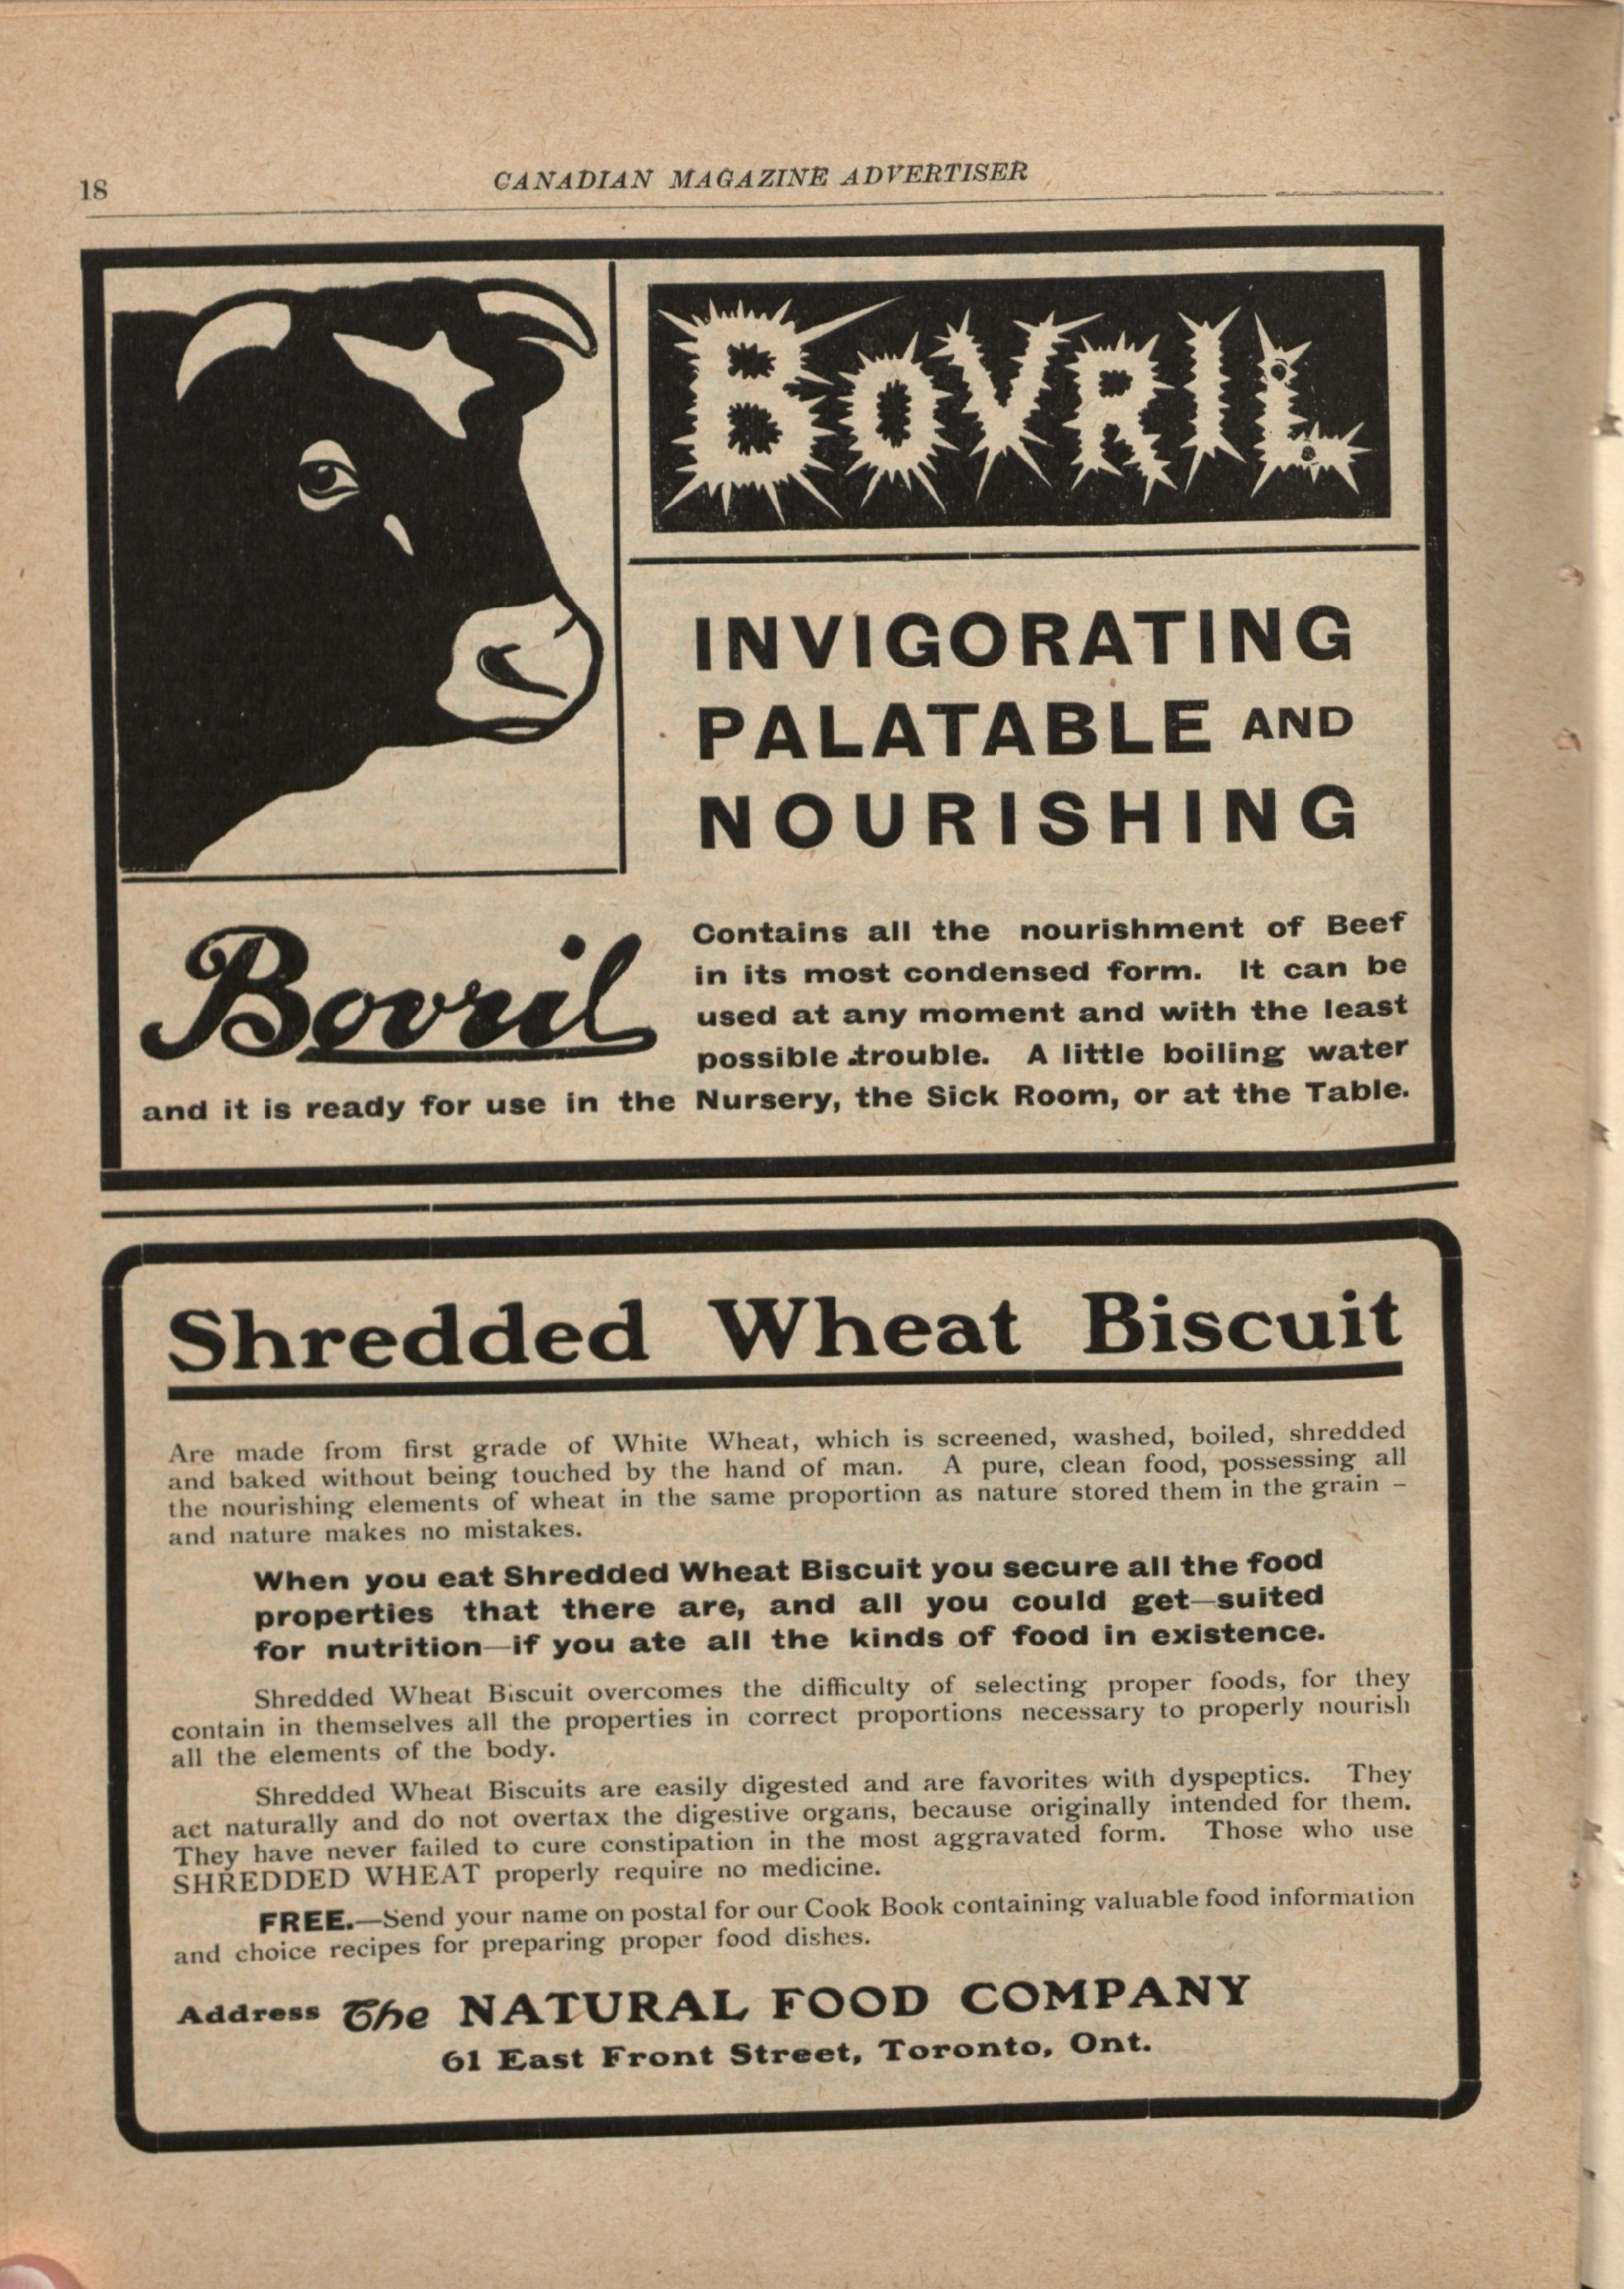 18
CANADIAN MAGAZINE ADVERTISER
BOVRIL
INVIGORATING
PALATABLE AND
NOURISHING
Bovril
Contains all the nourishment of Beef
in its most condensed form. It can be
used at any moment and with the least
possible trouble. A little boiling water
and it is ready for use in the Nursery, the Sick Room, or at the Table.
Shredded Wheat Biscuit
Are made from first grade of White Wheat, which is screened, washed, boiled, shredded
and baked without being touched by the hand of man. A pure, clean food, possessing all
the nourishing elements of wheat in the same proportion as nature stored them in the grain –
and nature makes no mistakes.
When you eat Shredded Wheat Biscuit you secure all the food
properties that there are, and all you could get—suited
for nutrition—if you ate all the kinds of food in existence.
Shredded Wheat Biscuit overcomes the difficulty of selecting proper foods, for they
contain in themselves all the properties in correct proportions necessary to properly nourish
all the elements of the body.
Shredded Wheat Biscuits are easily digested and are favorites with dyspeptics. They
act naturally and do not overtax the digestive organs, because originally intended for them.
They have never failed to cure constipation in the most aggravated form. Those who use
SHREDDED WHEAT properly require no medicine.
FREE.—Send your name on postal for our Cook Book containing valuable food information
and choice recipes for preparing proper food dishes.
Address The NATURAL FOOD COMPANY
61 East Front Street, Toronto, Ont.